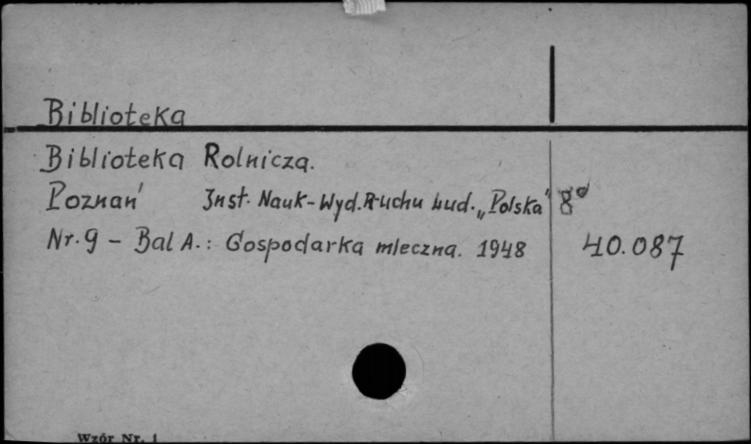 Biblioteka
Biblioteka Rolnicza.
Poznań Inst. Nauk-Wyd. Ruchu Lud. „Polska" 8°
Nr. 9 - Bal A. : Gospodarka mleczna. 1948 40.087
Wzór Nr. 1